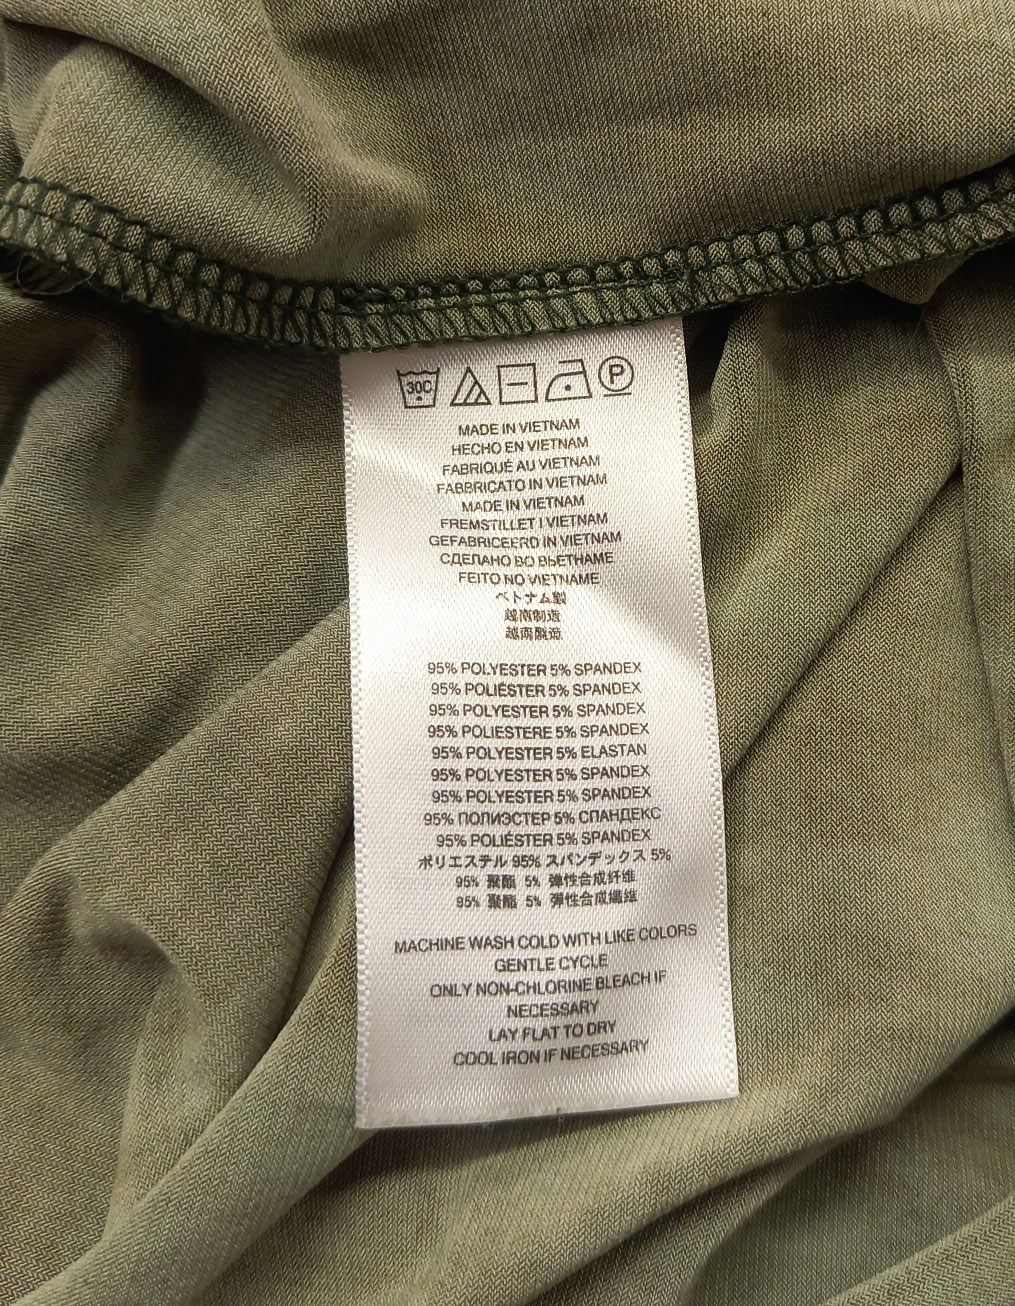 30C P
MADE IN VIETNAM
HECHO EN VIETNAM
FABRIQUÉ AU VIETNAM
FABBRICATO IN VIETNAM
MADE IN VIETNAM
FREMSTILLET I VIETNAM
GEFABRICEERD IN VIETNAM
СДЕЛАНО ВО ВЬЕТНАМЕ
FEITO NO VIETNAME
ベトナム製
越南制造
越南製造
95% POLYESTER 5% SPANDEX
95% POLIÉSTER 5% SPANDEX
95% POLYESTER 5% SPANDEX
95% POLIESTERE 5% SPANDEX
95% POLYESTER 5% ELASTAN
95% POLYESTER 5% SPANDEX
95% POLYESTER 5% SPANDEX
95% ПОЛИЭСТЕР 5% СПАНДЕКС
95% POLIÉSTER 5% SPANDEX
ポリエステル 95% スパンデックス 5%
95% 聚酯 5% 弹性合成纤维
95% 聚酯 5% 彈性合成纖維
MACHINE WASH COLD WITH LIKE COLORS
GENTLE CYCLE
ONLY NON-CHLORINE BLEACH IF
NECESSARY
LAY FLAT TO DRY
COOL IRON IF NECESSARY